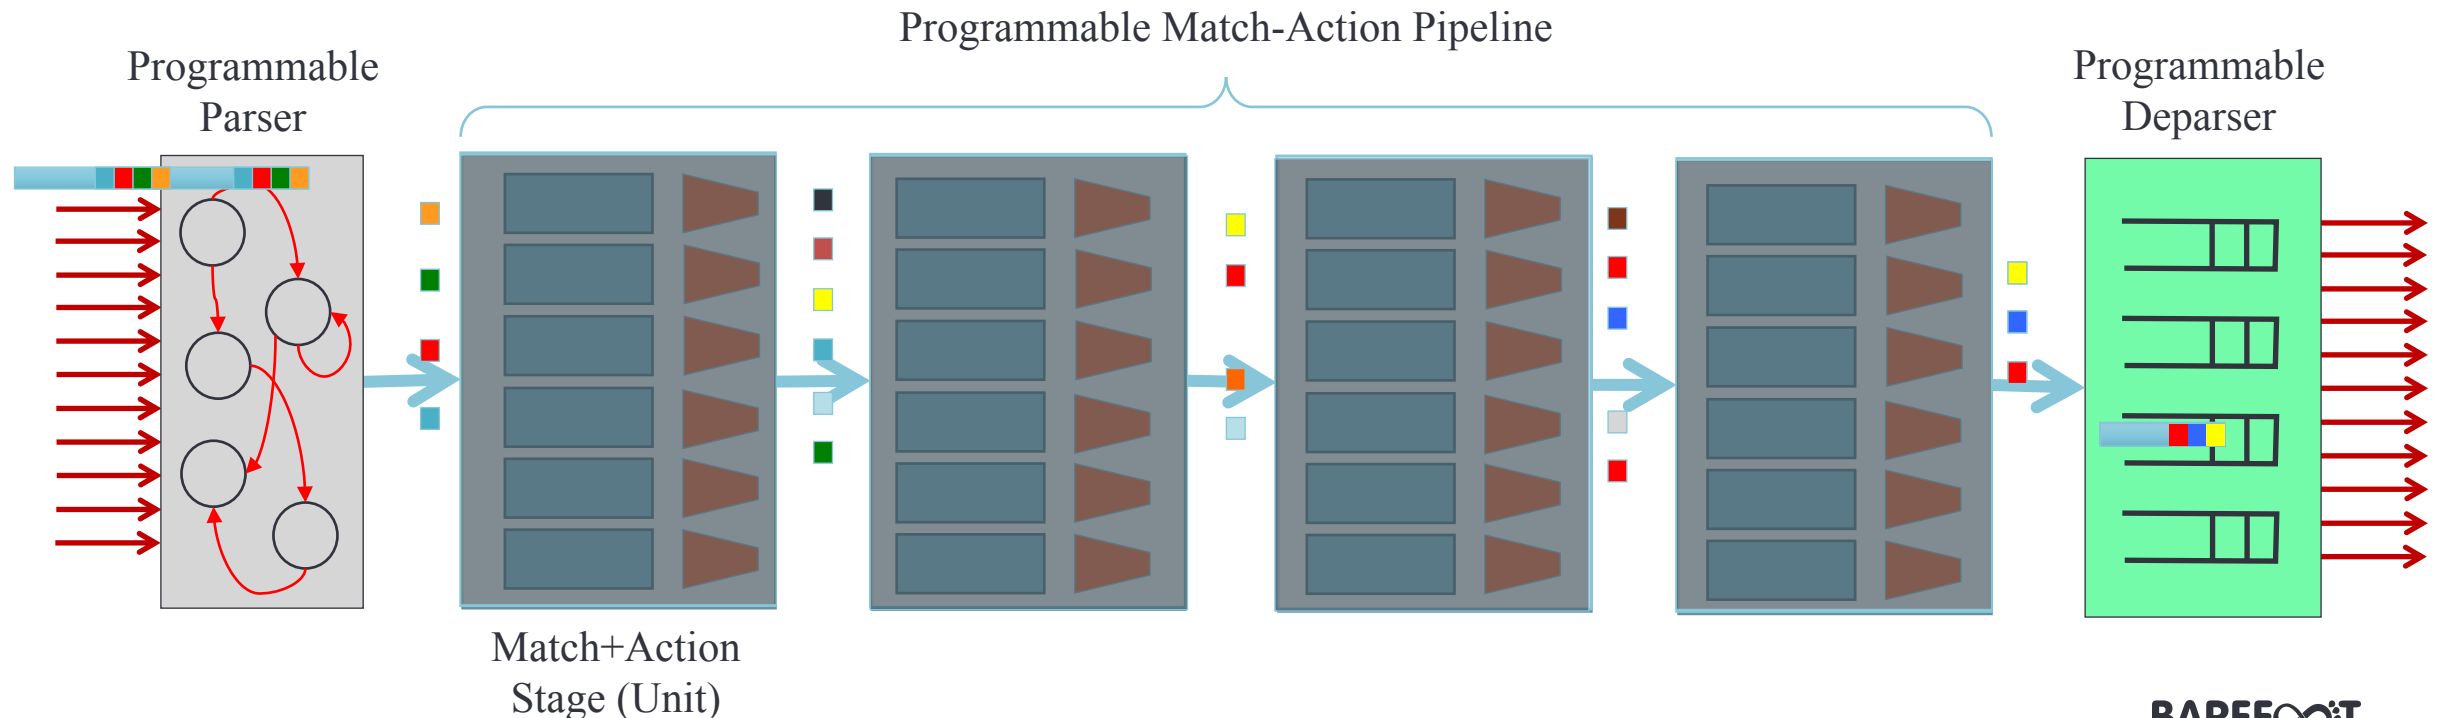 Programmable Match-Action Pipeline
Programmable
Parser
Programmable
Deparser
Match+Action
Stage (Unit)